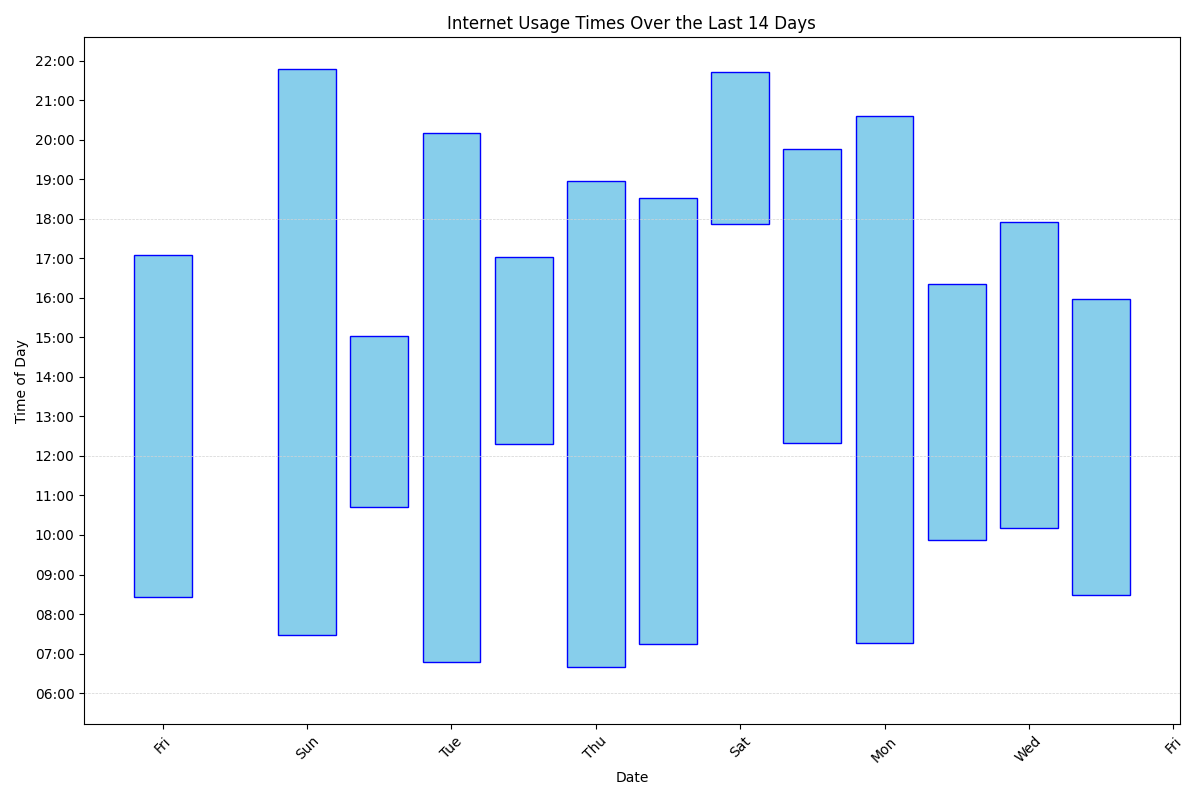 Internet Usage Times Over the Last 14 Days
22:00
21:00
20:00
19:00
18:00
17:00
16:00
15:00
14:00
13:00
12:00
11:00
10:00
09:00
08:00
07:00
06:00
Time of Day
Fri
Sun
Tue
Thu
Sat
Mon
Wed
Fri
Date